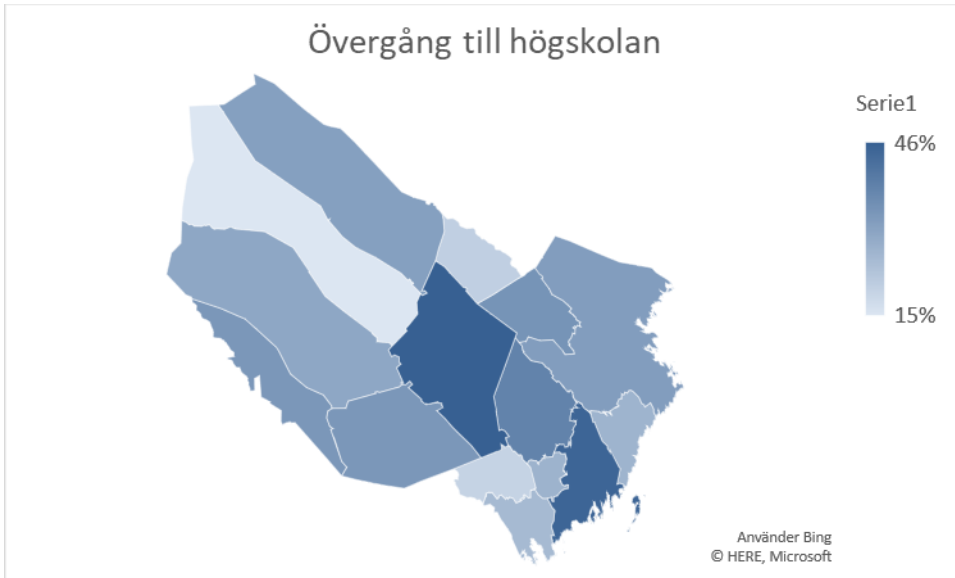 Övergång till högskolan
Serie1
46%
15%
Använder Bing
© HERE, Microsoft